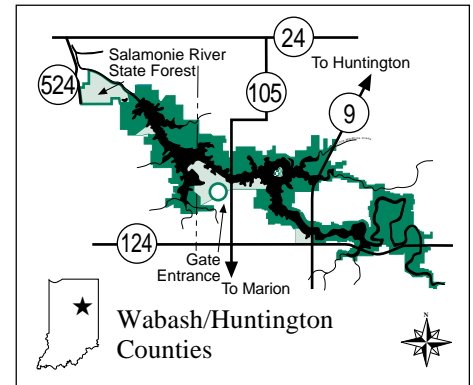 24
Salamonie River
State Forest
To Huntington
524
105
9
124
Gate
Entrance
To Marion
Wabash/Huntington
Counties
N